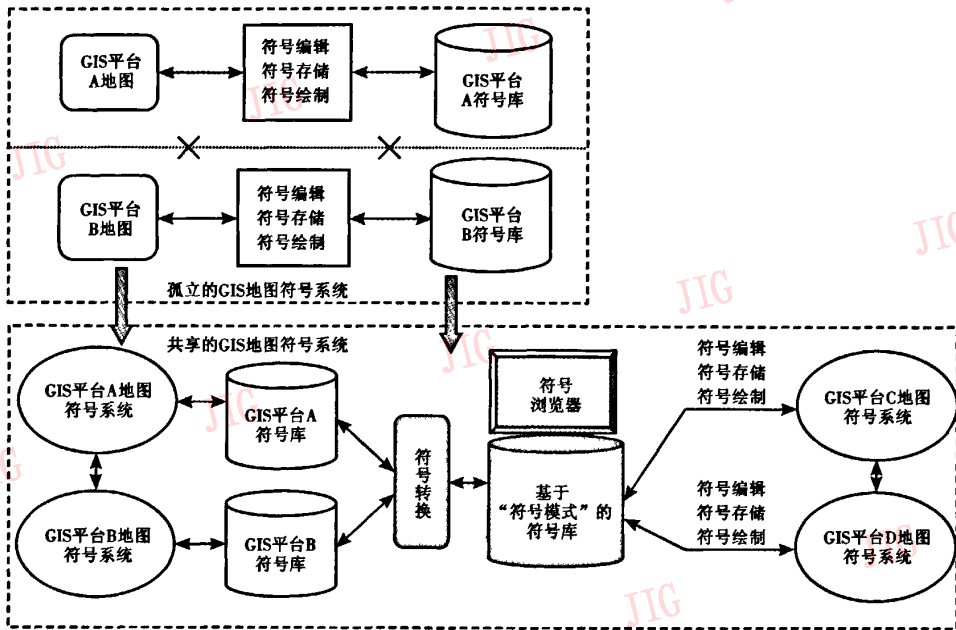 GIS平台
A地图
符号编辑
符号存储
符号绘制
GIS平台
A符号库
GIS平台
B地图
符号编辑
符号存储
符号绘制
GIS平台
B符号库
孤立的GIS地图符号系统
共享的GIS地图符号系统
GIS平台A地图
符号系统
GIS平台A
符号库
GIS平台B地图
符号系统
GIS平台B
符号库
符号转换
符号
浏览器
基于
“符号模式”的
符号库
符号编辑
符号存储
符号绘制
GIS平台C地图
符号系统
符号编辑
符号存储
符号绘制
GIS平台D地图
符号系统
JIG
JIG
JIG
JIG
JIG
JIG
JIG
JIG
JIG